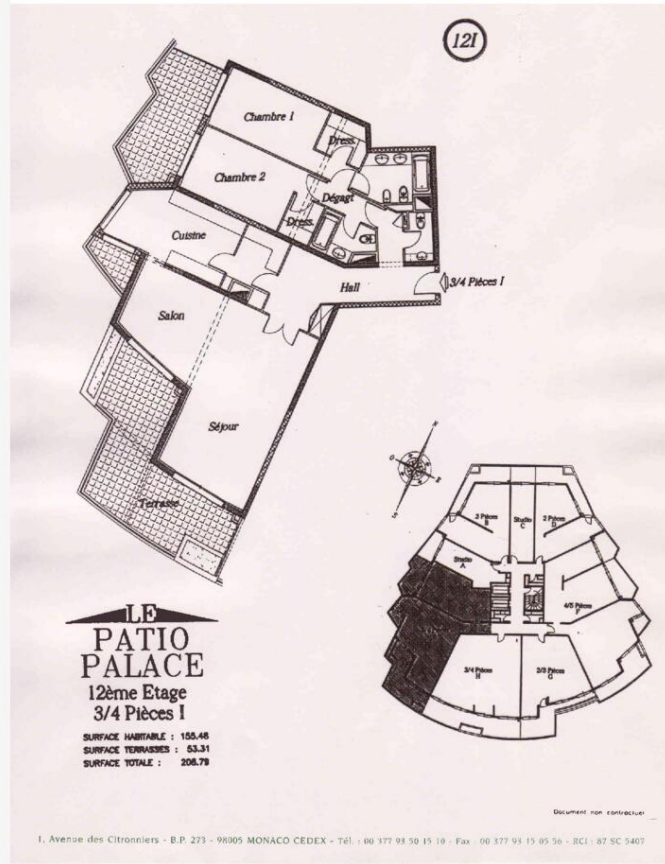 12I
Chambre 1
Dress.
Chambre 2
Dégagt
Dress.
Cuisine
Hall
3/4 Pièces I
Salon
Séjour
Terrasse
N
S
2 Pièces
B
Studio
C
2 Pièces
D
Studio
A
4/5 Pièces
F
3/4 Pièces
H
2/3 Pièces
G
LE
PATIO
PALACE
12ème Etage
3/4 Pièces I
SURFACE HABITABLE : 155.48
SURFACE TERRASSES : 53.31
SURFACE TOTALE : 208.79
Document non contractuel
1, Avenue des Citronniers - B.P. 273 - 98005 MONACO CEDEX - Tél. : 00 377 93 50 15 10 - Fax : 00 377 93 15 05 56 - RCI : 87 SC 5407